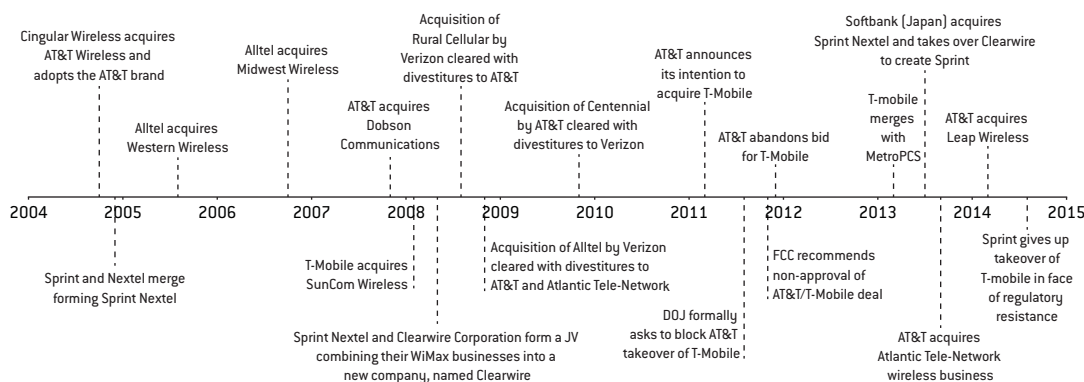 Cingular Wireless acquires
AT&T Wireless and
adopts the AT&T brand
Alltel acquires
Western Wireless
Alltel acquires
Midwest Wireless
AT&T acquires
Dobson
Communications
Acquisition of
Rural Cellular by
Verizon cleared with
divestitures to AT&T
Acquisition of Centennial
by AT&T cleared with
divestitures to Verizon
AT&T announces
its intention to
acquire T-Mobile
AT&T abandons bid
for T-Mobile
T-mobile
merges
with
MetroPCS
Softbank (Japan) acquires
Sprint Nextel and takes over Clearwire
to create Sprint
AT&T acquires
Leap Wireless
2004 2005 2006 2007 2008 2009 2010 2011 2012 2013 2014 2015
Sprint and Nextel merge
forming Sprint Nextel
T-Mobile acquires
SunCom Wireless
Sprint Nextel and Clearwire Corporation form a JV
combining their WiMax businesses into a
new company, named Clearwire
Acquisition of Alltel by Verizon
cleared with divestitures to
AT&T and Atlantic Tele-Network
DOJ formally
asks to block AT&T
takeover of T-Mobile
FCC recommends
non-approval of
AT&T/T-Mobile deal
AT&T acquires
Atlantic Tele-Network
wireless business
Sprint gives up
takeover of
T-mobile in face
of regulatory
resistance